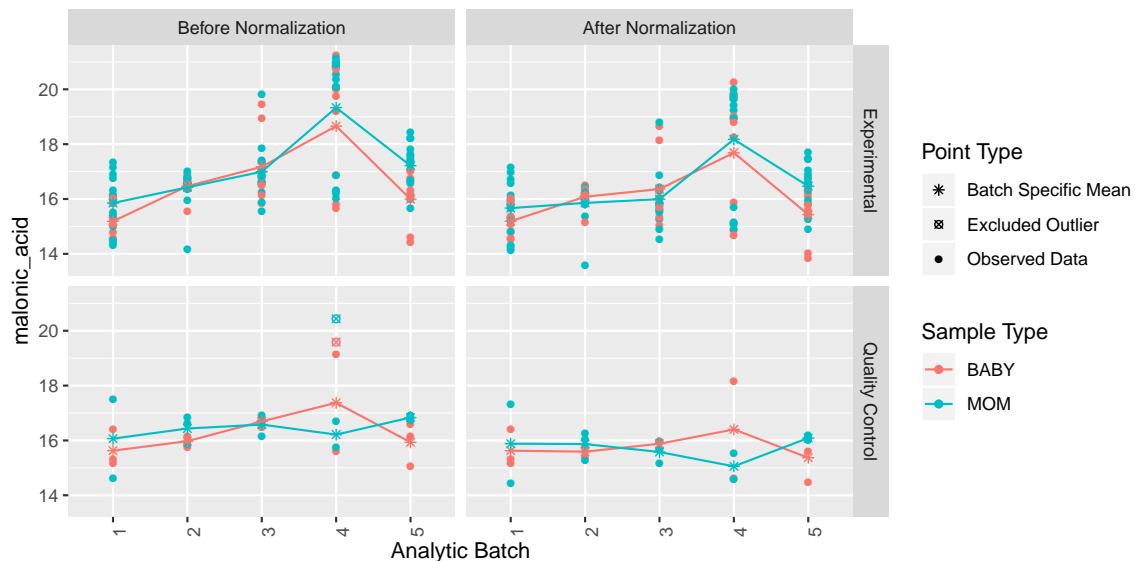 Before Normalization
After Normalization
malonic_acid
20
18
16
14
Experimental
20
18
16
14
Quality Control
1
2
3
4
5
1
2
3
4
5
Analytic Batch
Point Type
Batch Specific Mean
Excluded Outlier
Observed Data
Sample Type
BABY
MOM